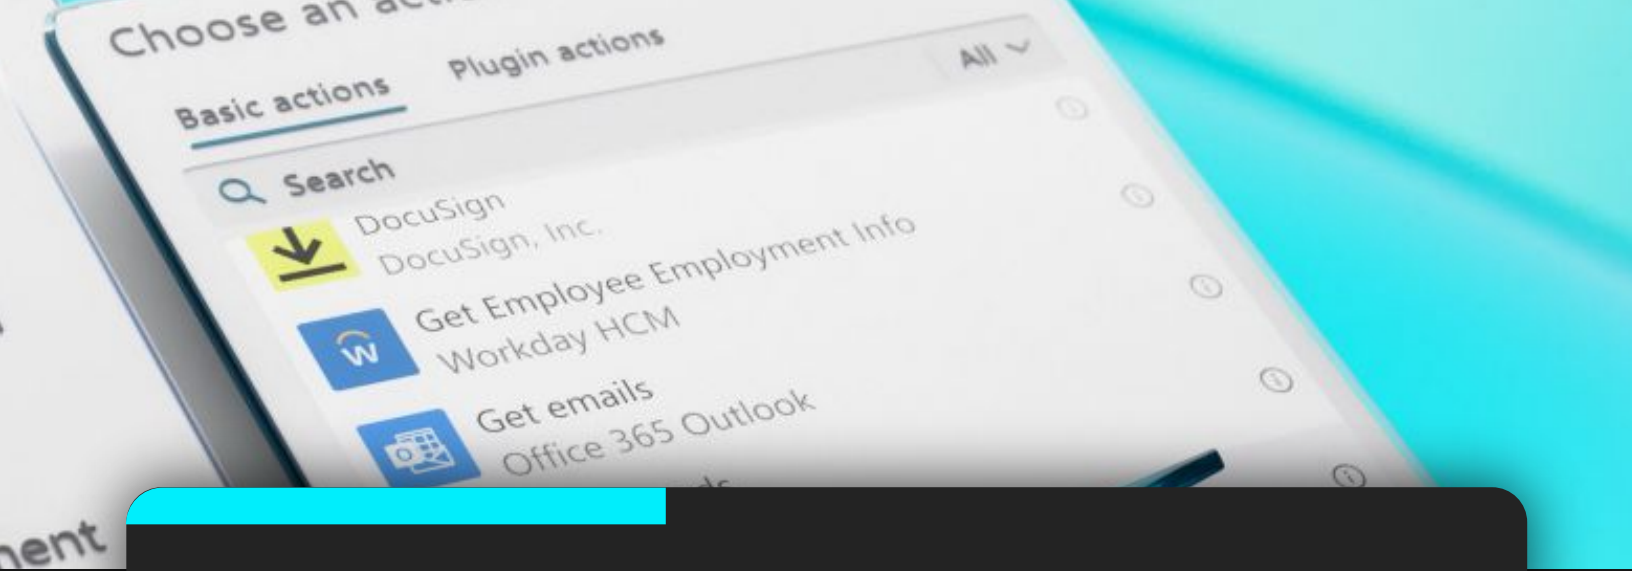 Choose an
Basic actions
Plugin actions
All
Search
DocuSign
DocuSign, Inc.
Get Employee Employment Info
Workday HCM
Get emails
Office 365 Outlook